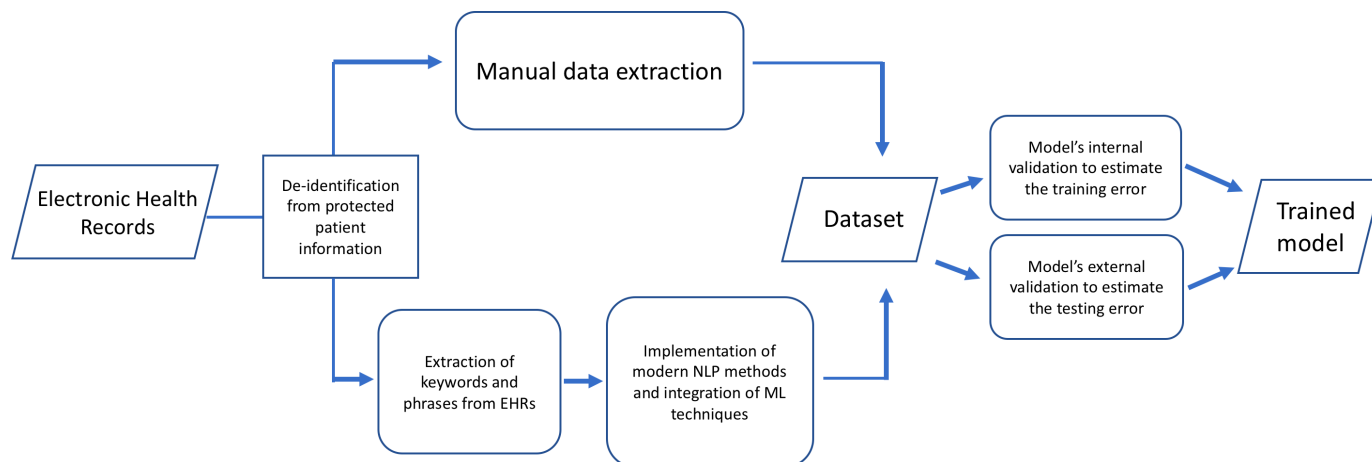 Manual data extraction
Electronic Health
Records
De-identification
from protected
patient
information
Extraction of
keywords and
phrases from EHRs
Implementation of
modern NLP methods
and integration of ML
techniques
Dataset
Model's internal
validation to estimate
the training error
Model's external
validation to estimate
the testing error
Trained
model